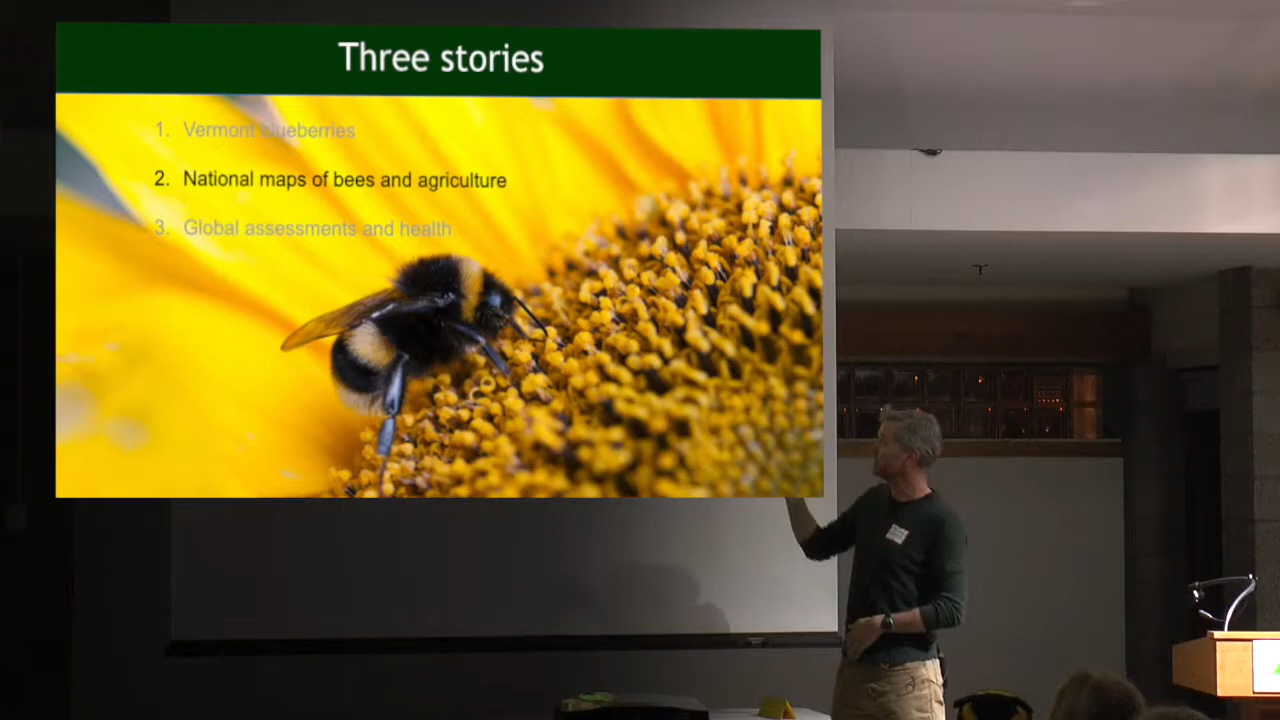 Three stories
1. Vermont blueberries
2. National maps of bees and agriculture
3. Global assessments and health